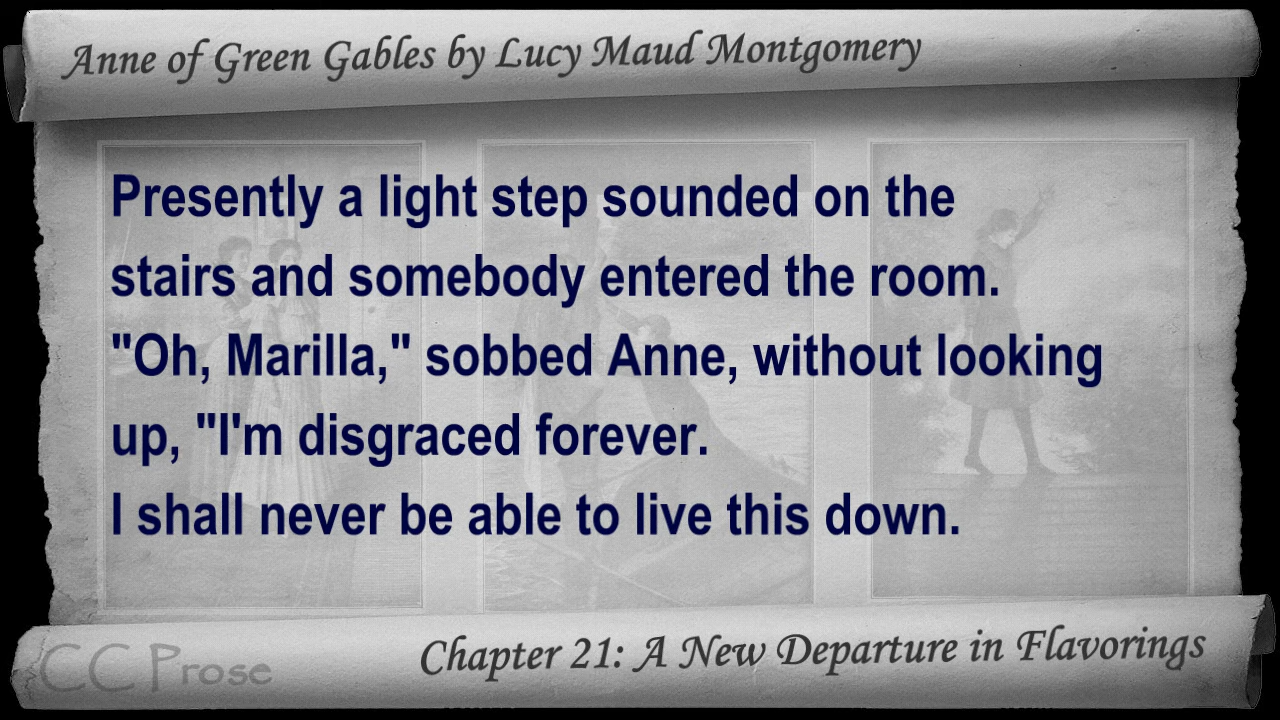 Anne of Green Gables by Lucy Maud Montgomery
Presently a light step sounded on the
stairs and somebody entered the room.
"Oh, Marilla," sobbed Anne, without looking
up, "I'm disgraced forever.
I shall never be able to live this down.
Chapter 21: A New Departure in Flavorings
CC Prose